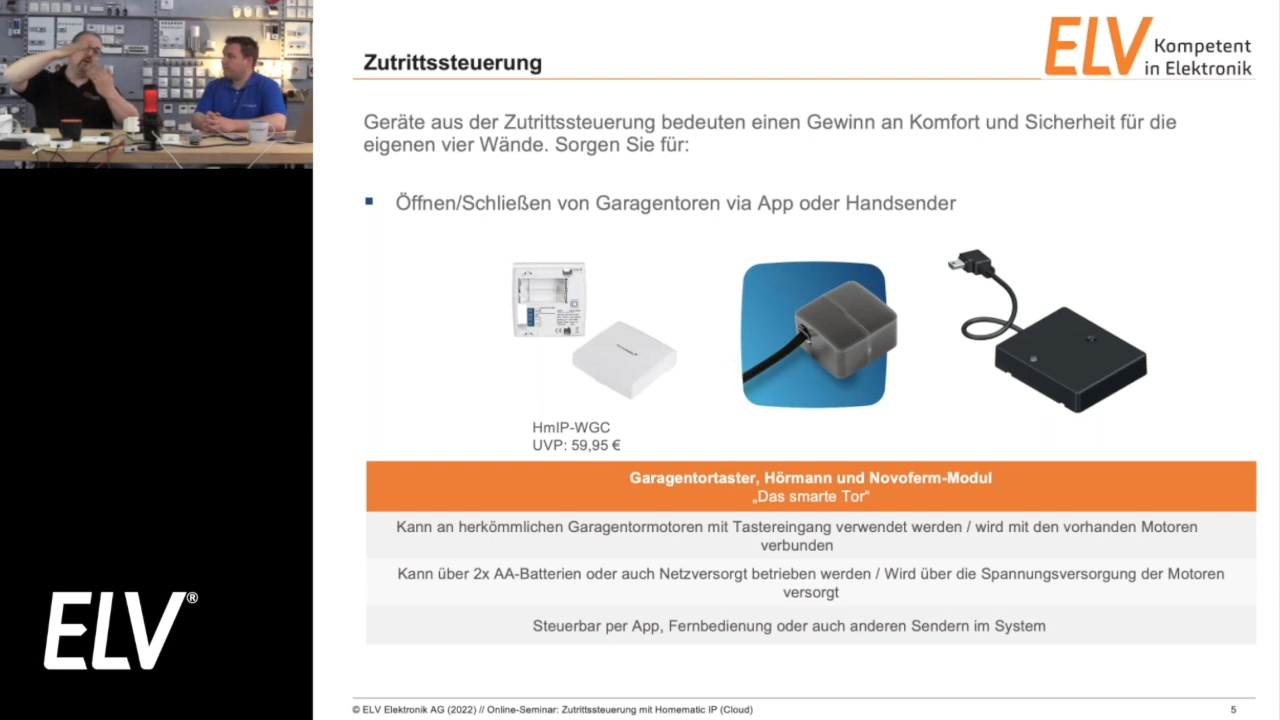 Zutrittssteuerung
ELV Kompetent
in Elektronik
Geräte aus der Zutrittssteuerung bedeuten einen Gewinn an Komfort und Sicherheit für die
eigenen vier Wände. Sorgen Sie für:
Öffnen/Schließen von Garagentoren via App oder Handsender
HmIP-WGC
UVP: 59,95 €
Garagentortaster, Hörmann und Novoferm-Modul
„Das smarte Tor“
Kann an herkömmlichen Garagentormotoren mit Tastereingang verwendet werden / wird mit den vorhanden Motoren
verbunden
Kann über 2x AA-Batterien oder auch Netzversorgt betrieben werden / Wird über die Spannungsversorgung der Motoren
versorgt
Steuerbar per App, Fernbedienung oder auch anderen Sendern im System
ELV®
© ELV Elektronik AG (2022) // Online-Seminar: Zutrittssteuerung mit Homematic IP (Cloud)
5